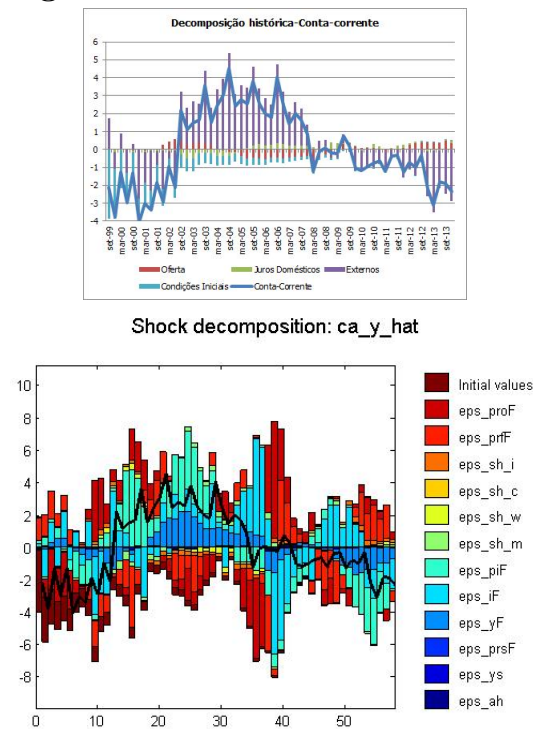 Decomposição histórica-Conta-corrente
6
5
4
3
2
1
0
-1
-2
-3
-4
set-99
mar-00
set-00
mar-01
set-01
mar-02
set-02
mar-03
set-03
mar-04
set-04
mar-05
set-05
mar-06
set-06
mar-07
set-07
mar-08
set-08
mar-09
set-09
mar-10
set-10
mar-11
set-11
mar-12
set-12
mar-13
set-13
Oferta Juros Domésticos Externos
Condições Iniciais Conta-Corrente
Shock decomposition: ca_y_hat
10
8
6
4
2
0
-2
-4
-6
-8
0 10 20 30 40 50
Initial values
eps_proF
eps_prfF
eps_sh_i
eps_sh_c
eps_sh_w
eps_sh_m
eps_piF
eps_iF
eps_yF
eps_prsF
eps_ys
eps_ah